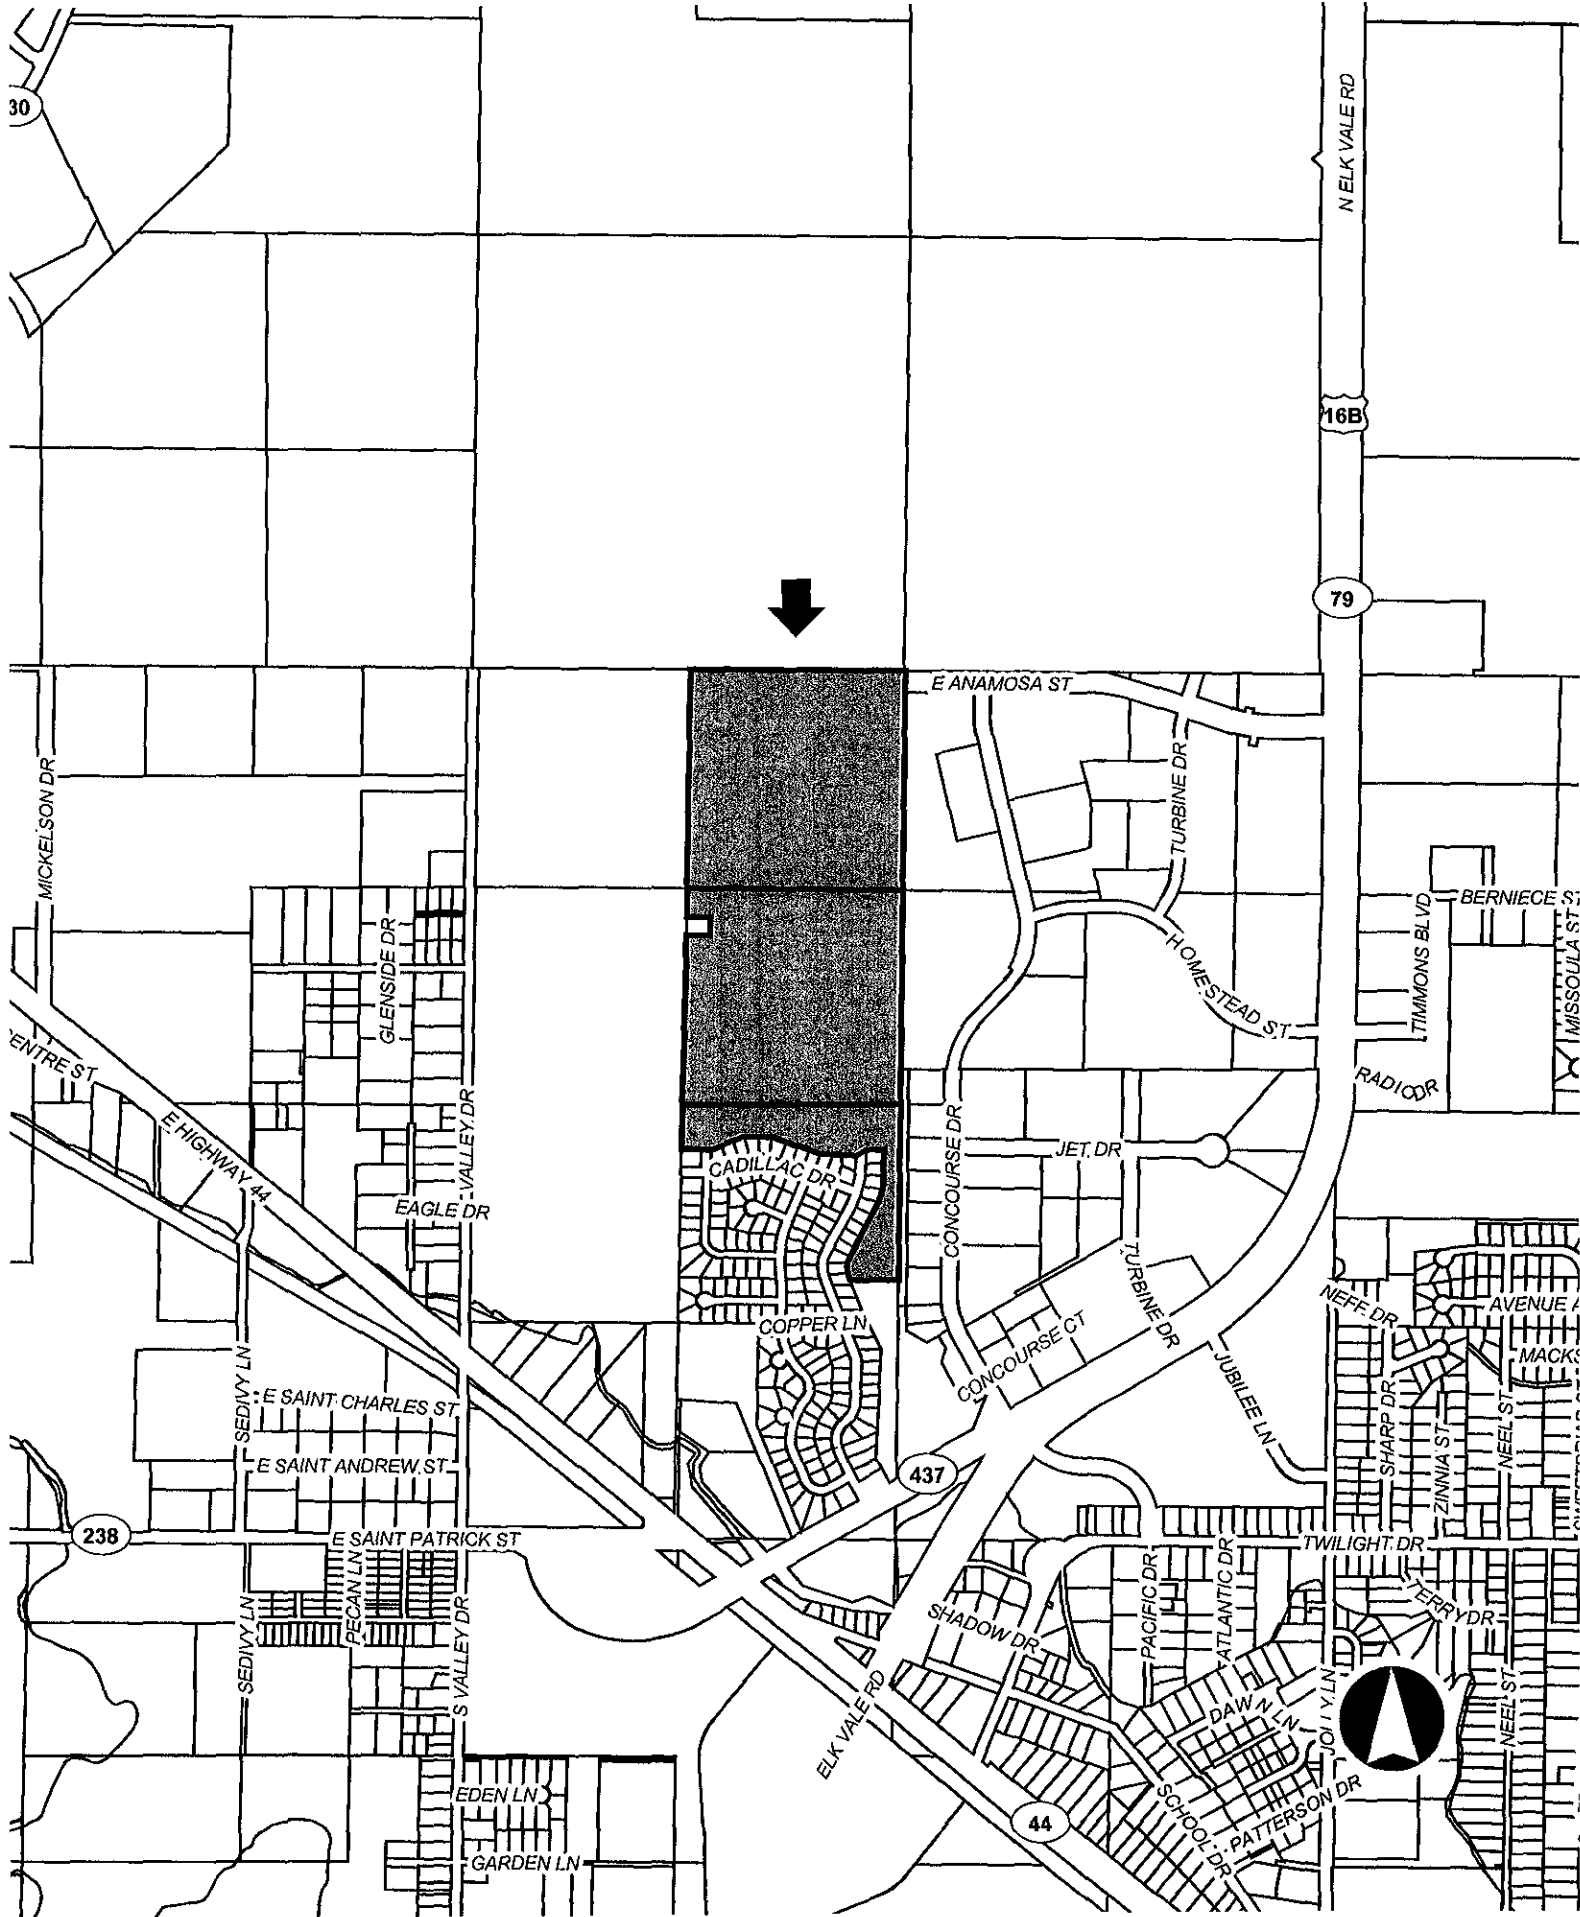 30
N ELK VALE RD
16B
79
E ANAMOSA ST
MICKELSON DR
TURBINE DR
BERNIECE ST
TIMMONS BLVD
MISSOULA ST
GLENSIDE DR
HOMESTEAD ST
ENTRE ST
RADIO DR
E HIGHWAY 44
VALLEY DR
CONCOURSE DR
JET DR
CADILLAC DR
EAGLE DR
TURBINE DR
NEFF DR
AVENUE A
COPPER LN
CONCOURSE CT
MACKS
JUBILEE LN
SEDIVY LN
E SAINT CHARLES ST
SHARP DR
ZINNIA ST
NEEL ST
E SAINT ANDREW ST
437
238
E SAINT PATRICK ST
TWILIGHT DR
PECAN LN
PACIFIC DR
ATLANTIC DR
TERRY DR
SHADOW DR
SEDIVY LN
S VALLEY DR
ELK VALE RD
DAWN LN
JOLLY LN
NEEL ST
EDEN LN
SCHOOL DR
PATTERSON DR
44
GARDEN LN